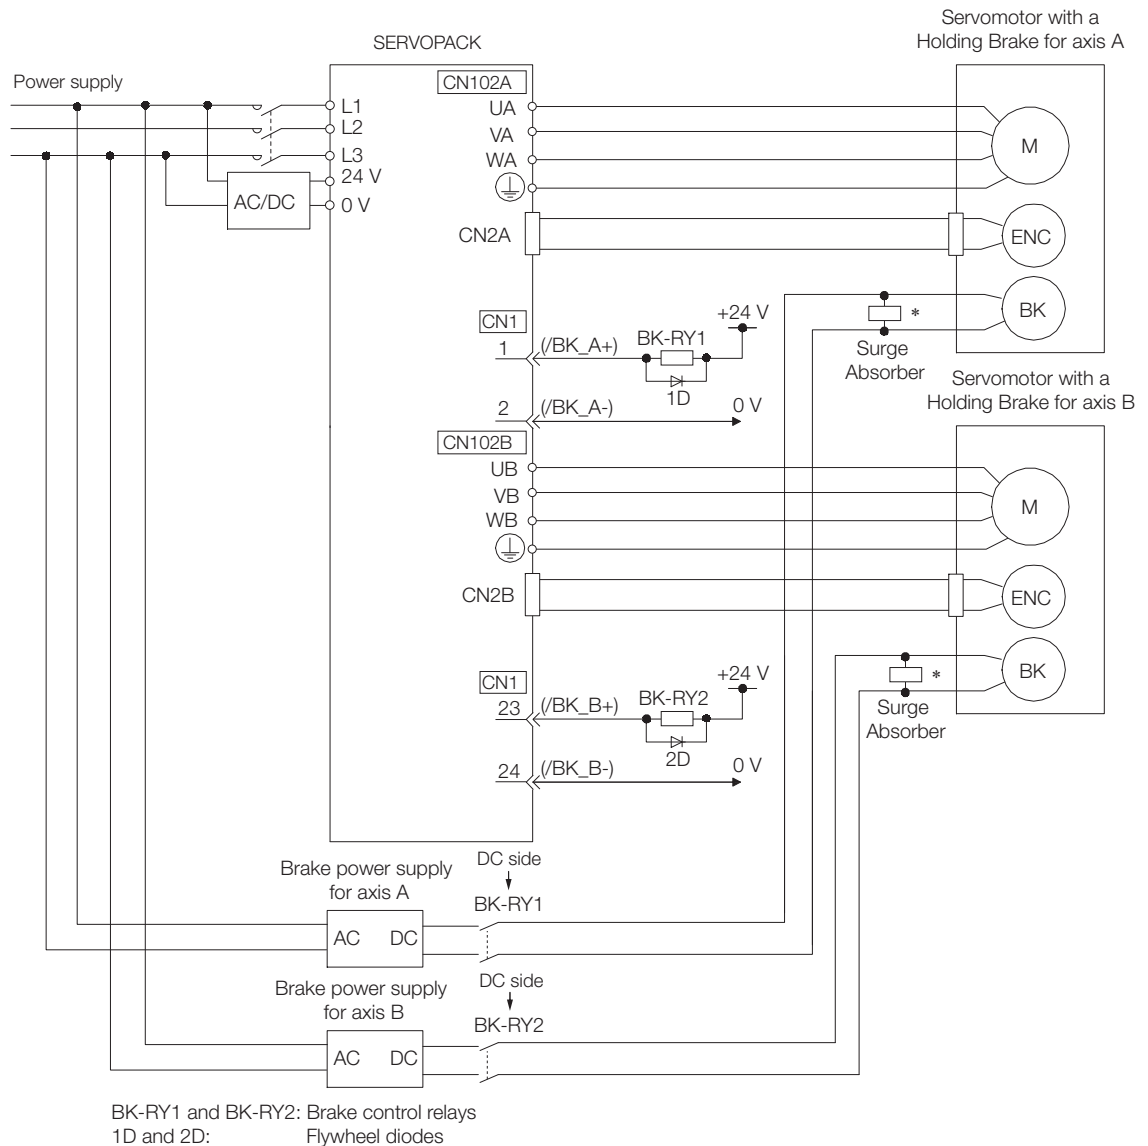 Servomotor with a
Holding Brake for axis A
SERVOPACK
Power supply
CN102A
L1
UA
L2
VA
M
L3
WA
24 V
AC/DC
0 V
CN2A
ENC
CN1
+24 V
BK
*
1
(/BK_A+)
BK-RY1
Surge
Absorber
1D
Servomotor with a
Holding Brake for axis B
2
(/BK_A-)
0 V
CN102B
UB
VB
M
WB
CN2B
ENC
CN1
+24 V
BK
*
23
(/BK_B+)
BK-RY2
Surge
Absorber
2D
24
(/BK_B-)
0 V
Brake power supply
for axis A
DC side
BK-RY1
AC DC
Brake power supply
for axis B
DC side
BK-RY2
AC DC
BK-RY1 and BK-RY2: Brake control relays
1D and 2D: Flywheel diodes